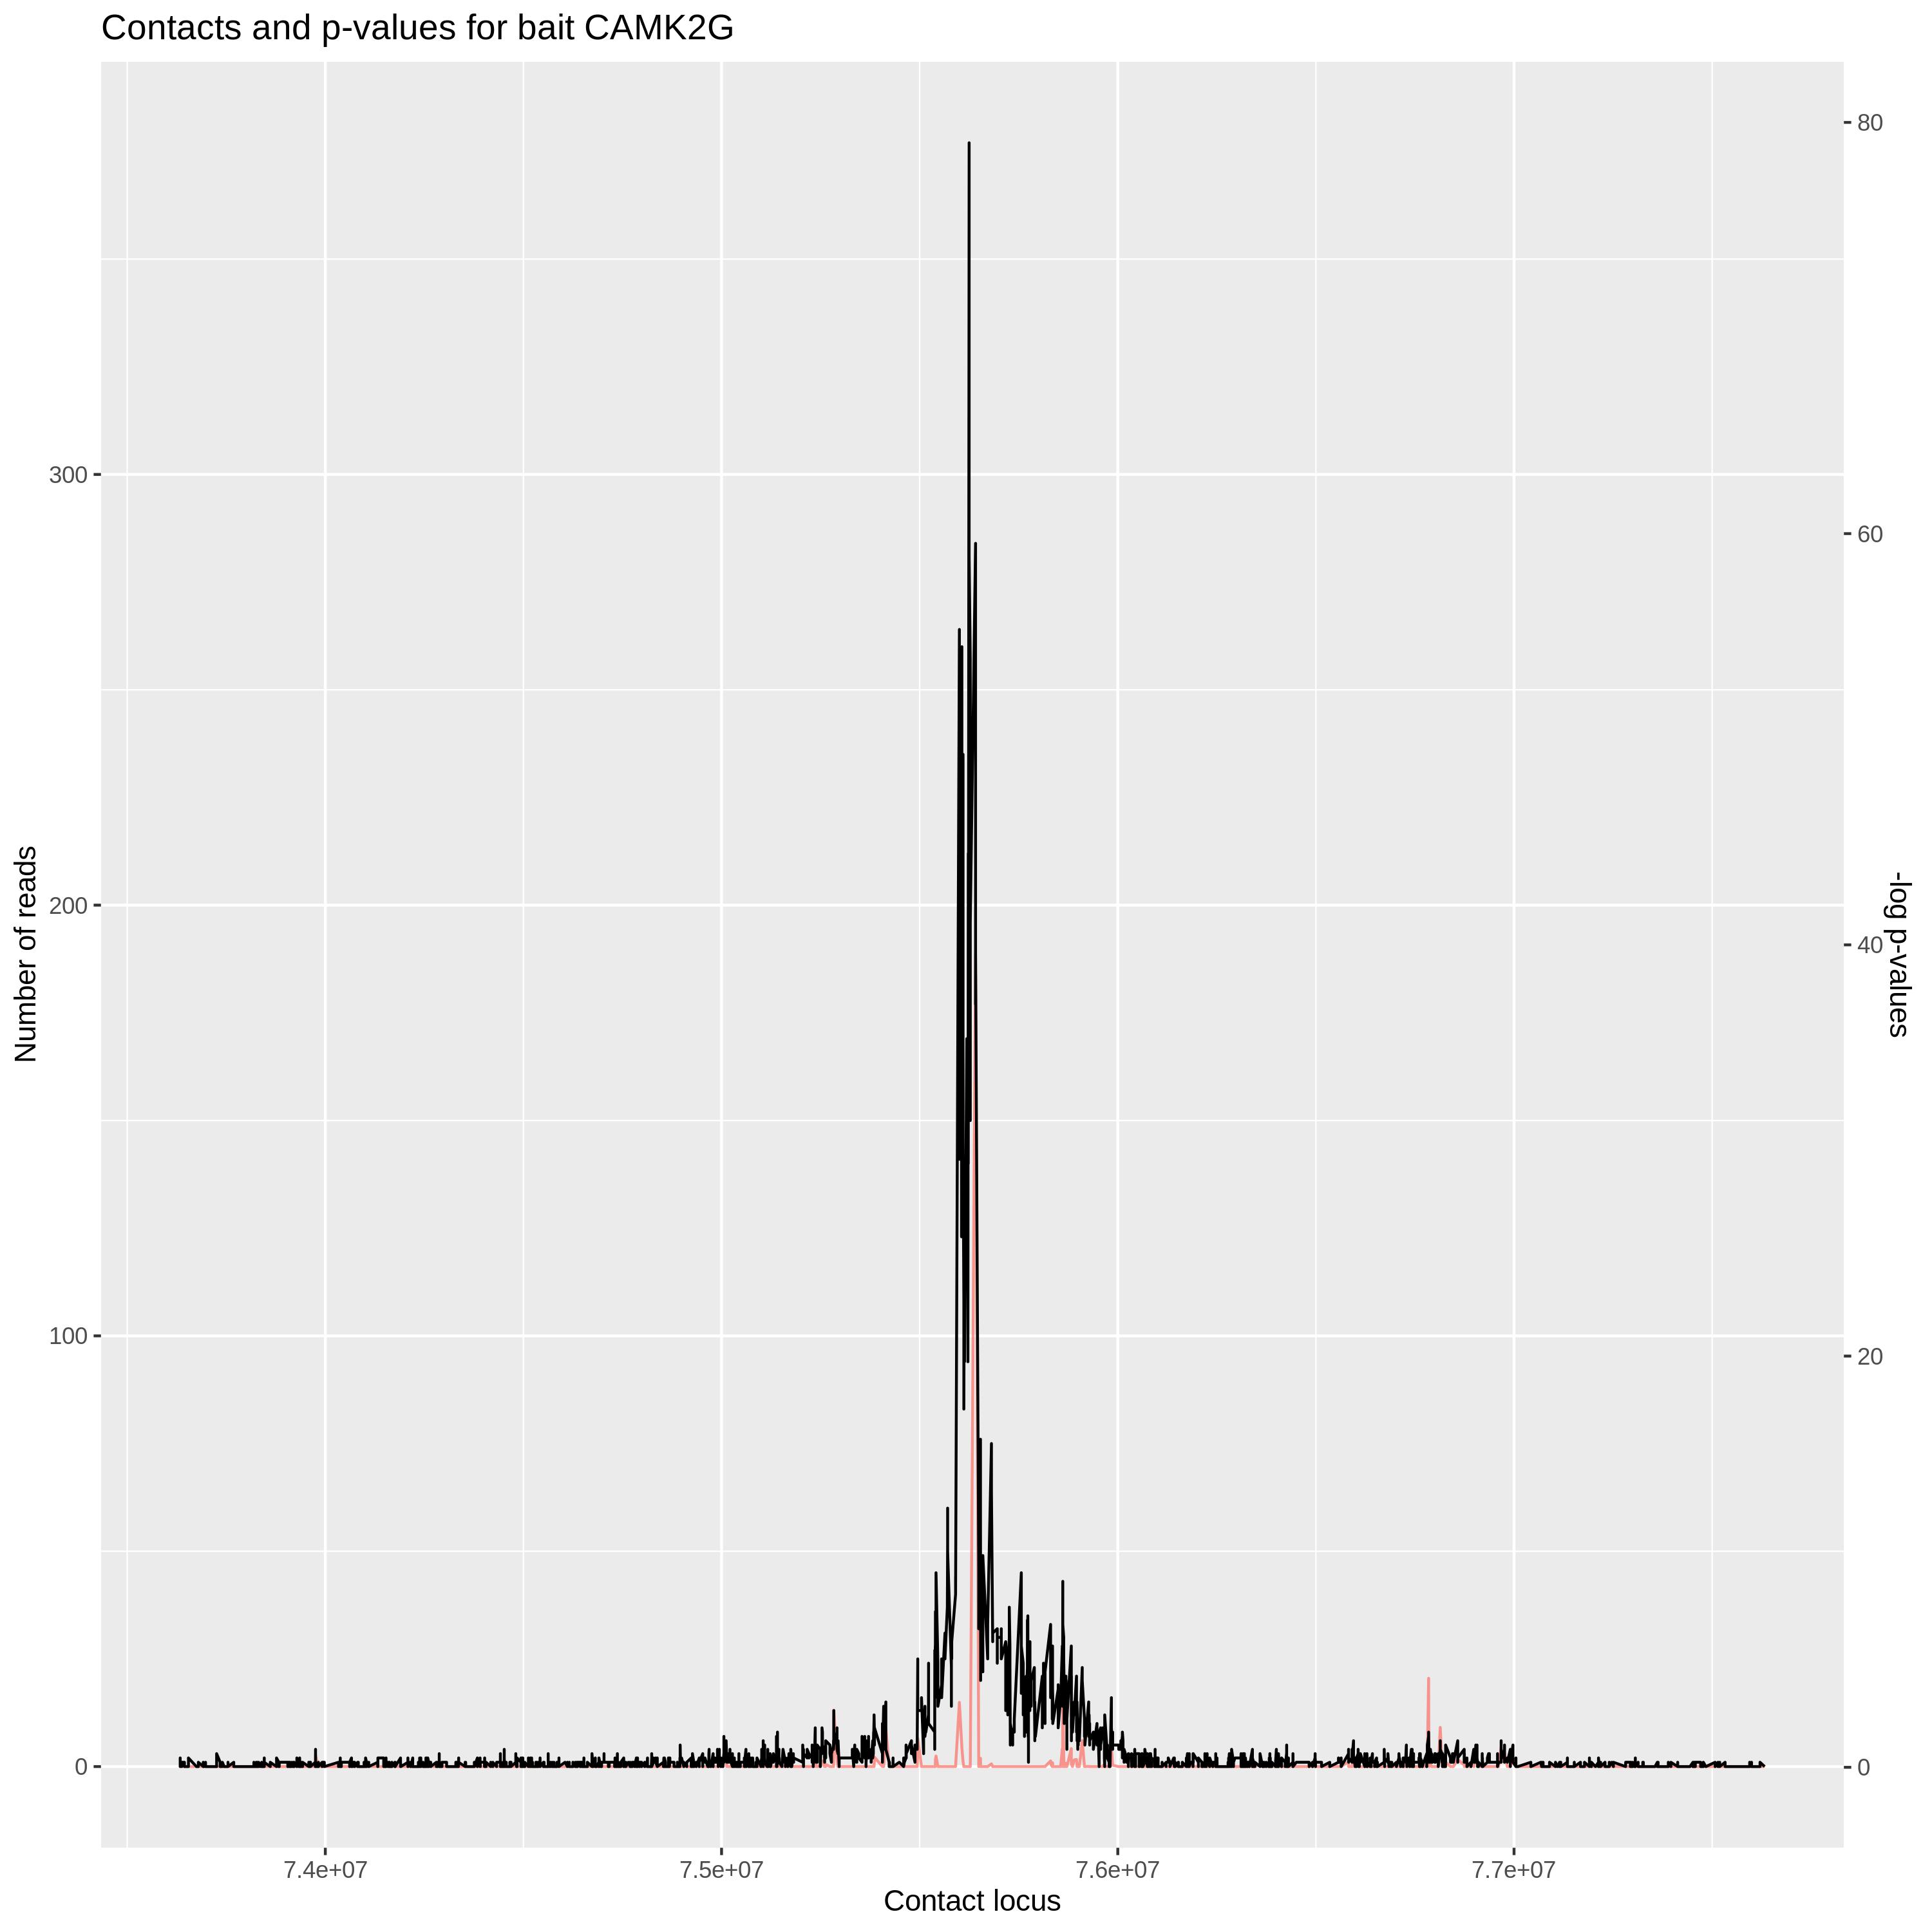 Contacts and p-values for bait CAMK2G
80
300
60
Number of reads
200
40
-log p-values
100
20
0
0
7.4e+07 7.5e+07 7.6e+07 7.7e+07
Contact locus